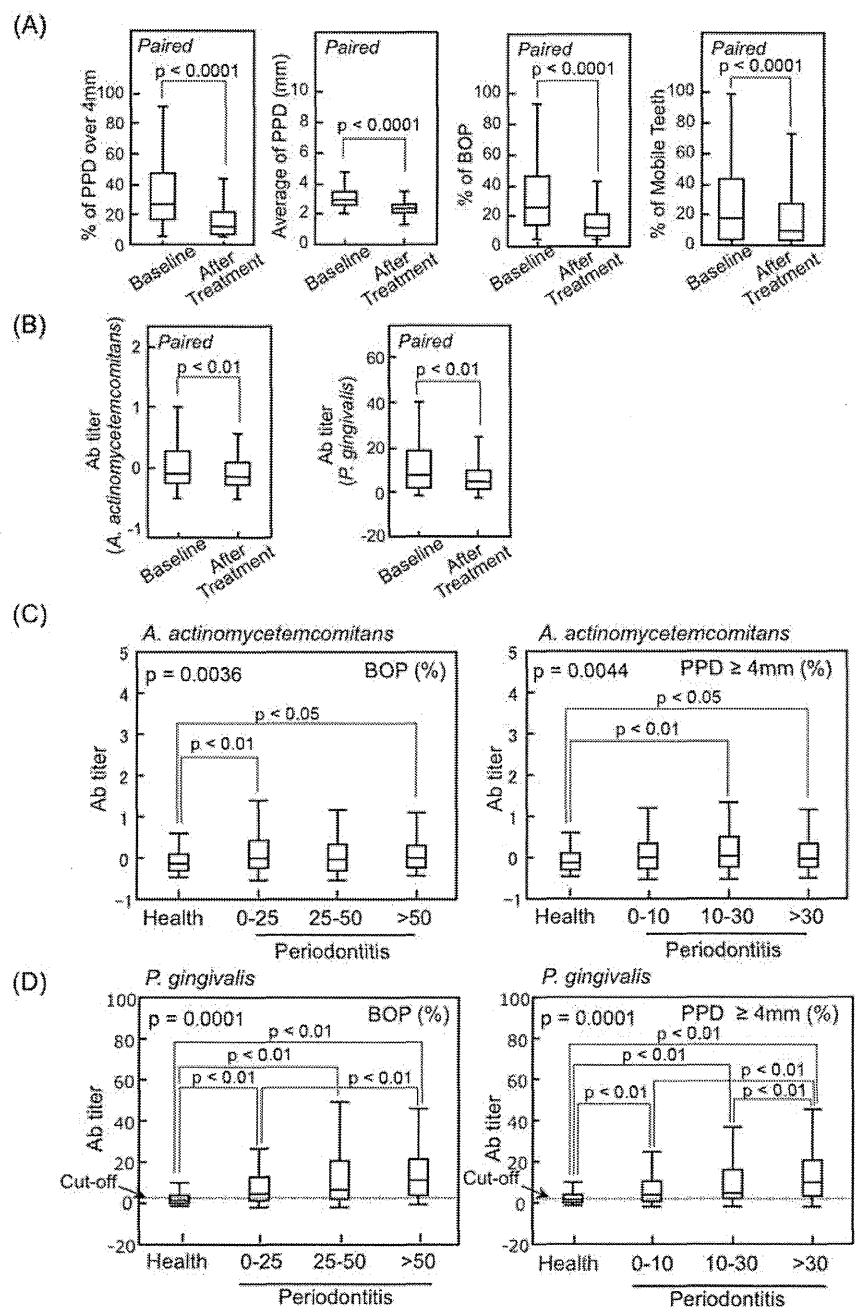 (A)
Paired
p < 0.0001
% of PPD over 4mm
100
80
60
40
20
0
Baseline
After Treatment
Paired
p < 0.0001
Average of PPD (mm)
10
8
6
4
2
0
Baseline
After Treatment
Paired
p < 0.0001
% of BOP
100
80
60
40
20
0
Baseline
After Treatment
Paired
p < 0.0001
% of Mobile Teeth
100
80
60
40
20
0
Baseline
After Treatment
(B)
Paired
p < 0.01
Ab titer
(A. actinomycetemcomitans)
2
1
0
-1
Baseline
After Treatment
Paired
p < 0.01
Ab titer
(P. gingivalis)
80
60
40
20
0
-20
Baseline
After Treatment
(C)
A. actinomycetemcomitans
p = 0.0036
BOP (%)
p < 0.05
p < 0.01
Ab titer
5
4
3
2
1
0
-1
Health
0-25
25-50
>50
Periodontitis
A. actinomycetemcomitans
p = 0.0044
PPD ≥ 4mm (%)
p < 0.05
p < 0.01
Ab titer
5
4
3
2
1
0
-1
Health
0-10
10-30
>30
Periodontitis
(D)
P. gingivalis
p = 0.0001
BOP (%)
p < 0.01
p < 0.01
p < 0.01
p < 0.01
Ab titer
100
80
60
40
20
0
-20
Cut-off
Health
0-25
25-50
>50
Periodontitis
P. gingivalis
p = 0.0001
PPD ≥ 4mm (%)
p < 0.01
p < 0.01
p < 0.01
p < 0.01
p < 0.01
Ab titer
100
80
60
40
20
0
-20
Cut-off
Health
0-10
10-30
>30
Periodontitis